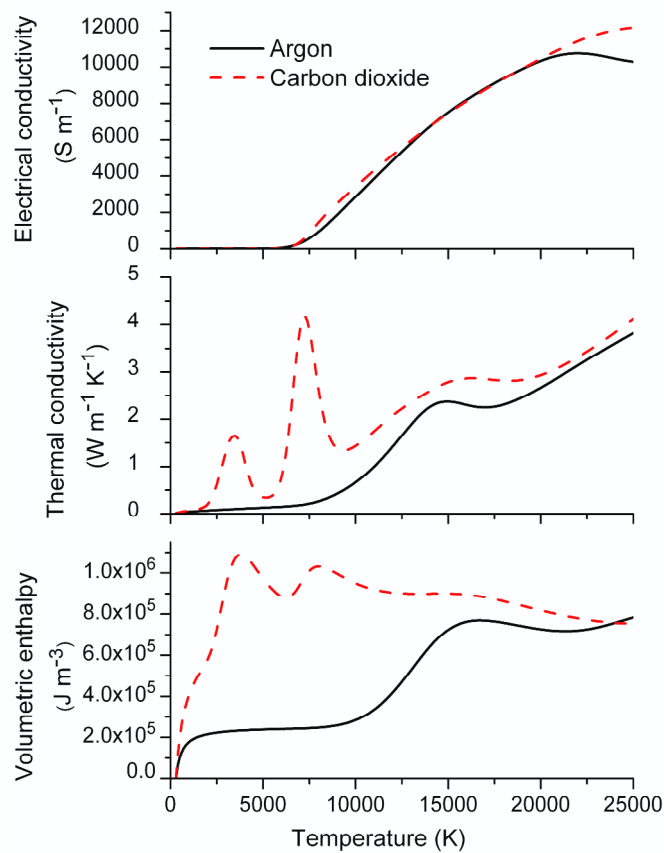 Electrical conductivity
(S m⁻¹)
12000
10000
8000
6000
4000
2000
0
Argon
Carbon dioxide
Thermal conductivity
(W m⁻¹ K⁻¹)
5
4
3
2
1
0
Volumetric enthalpy
(J m⁻³)
1.0x10⁶
8.0x10⁵
6.0x10⁵
4.0x10⁵
2.0x10⁵
0.0
0 5000 10000 15000 20000 25000
Temperature (K)